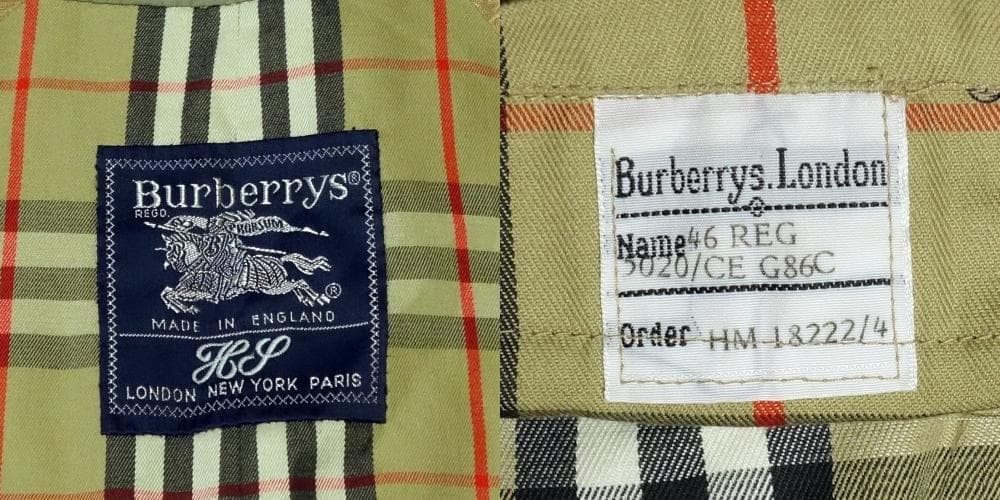 Burberrys®
REGD
PRORSUM
®
MADE IN ENGLAND
HS
LONDON NEW YORK PARIS
Burberrys.London
Name 46 REG
5020/CE G86C
Order HM 18222/4